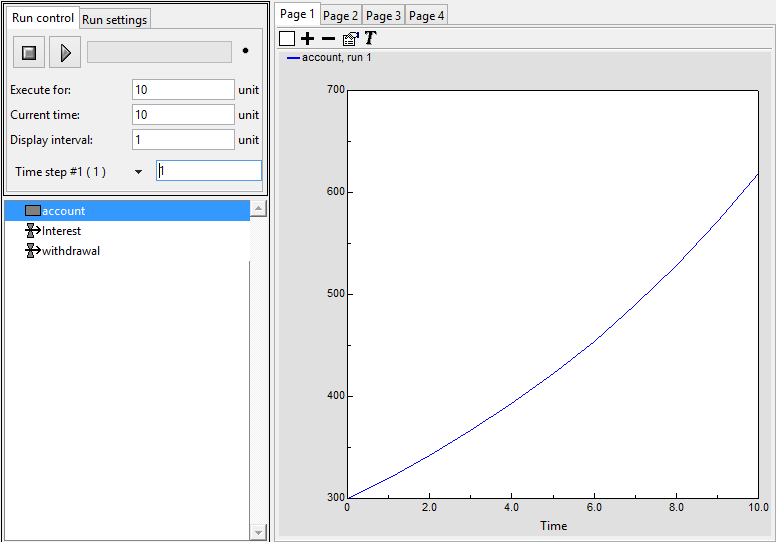 Run control Run settings
Execute for: 10 unit
Current time: 10 unit
Display interval: 1 unit
Time step #1 ( 1 ) 1
account
Interest
withdrawal
Page 1 Page 2 Page 3 Page 4
T
account, run 1
700
600
500
400
300
0 2.0 4.0 6.0 8.0 10.0
Time